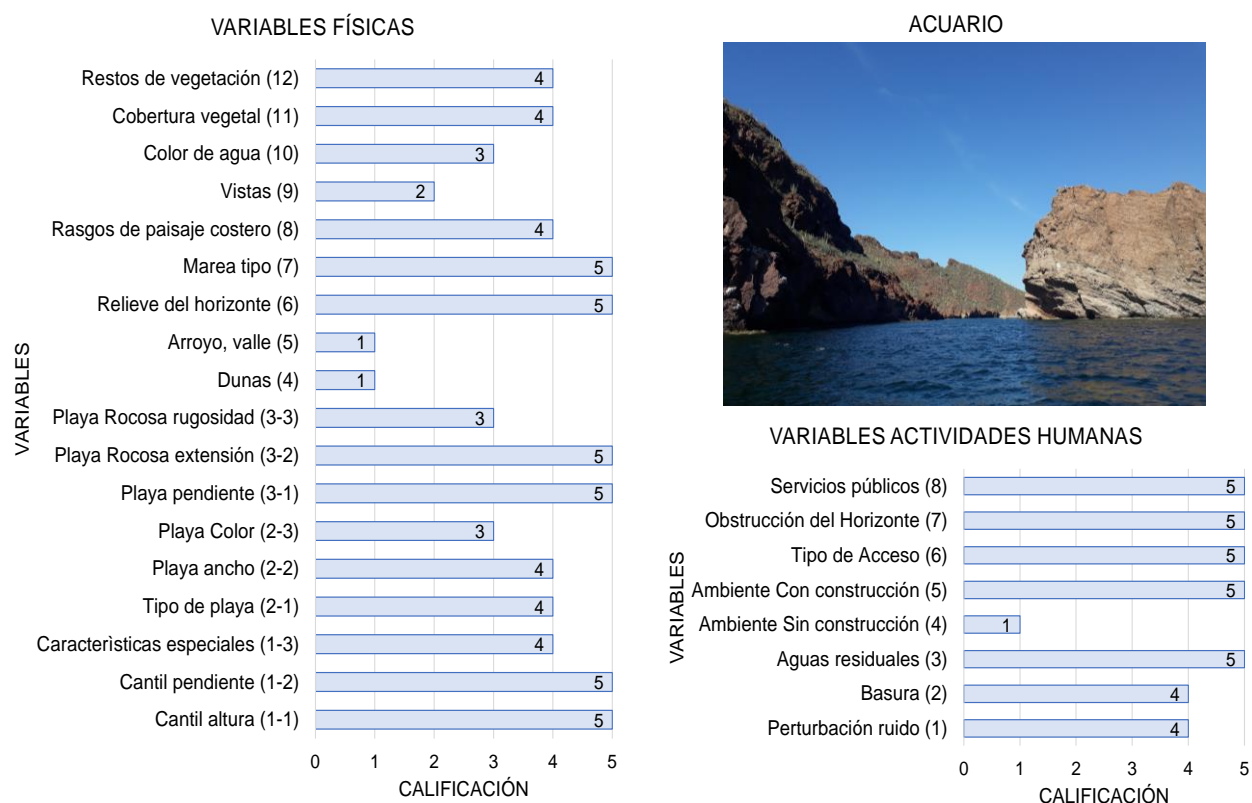 VARIABLES FÍSICAS
VARIABLES
Restos de vegetación (12) 4
Cobertura vegetal (11) 4
Color de agua (10) 3
Vistas (9) 2
Rasgos de paisaje costero (8) 4
Marea tipo (7) 5
Relieve del horizonte (6) 5
Arroyo, valle (5) 1
Dunas (4) 1
Playa Rocosa rugosidad (3-3) 3
Playa Rocosa extensión (3-2) 5
Playa pendiente (3-1) 5
Playa Color (2-3) 3
Playa ancho (2-2) 4
Tipo de playa (2-1) 4
Caracterìsticas especiales (1-3) 4
Cantil pendiente (1-2) 5
Cantil altura (1-1) 5
0 1 2 3 4 5
CALIFICACIÓN
ACUARIO
VARIABLES ACTIVIDADES HUMANAS
VARIABLES
Servicios públicos (8) 5
Obstrucción del Horizonte (7) 5
Tipo de Acceso (6) 5
Ambiente Con construcción (5) 5
Ambiente Sin construcción (4) 1
Aguas residuales (3) 5
Basura (2) 4
Perturbación ruido (1) 4
0 1 2 3 4 5
CALIFICACIÓN